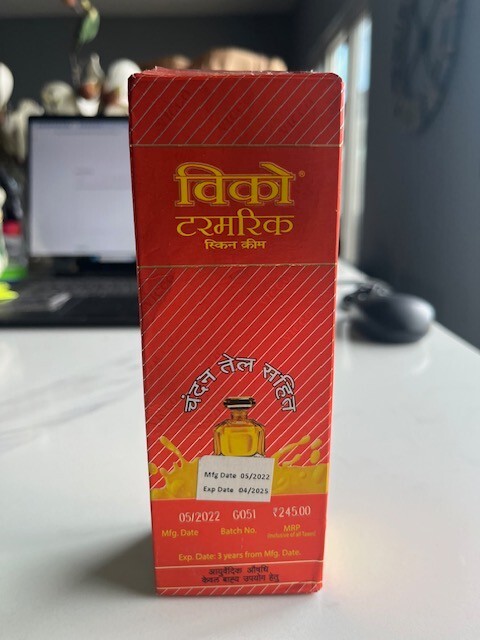 विको®
टरमरिक
स्किन क्रीम
चंदन तेल सहित
Mfg Date 05/2022
Exp Date 04/2025
05/2022 G051 ₹245.00
Mfg. Date Batch No. MRP
(Inclusive of all Taxes)
Exp. Date: 3 years from Mfg. Date.
आयुर्वेदिक औषधि
केवल बाह्य उपयोग हेतु